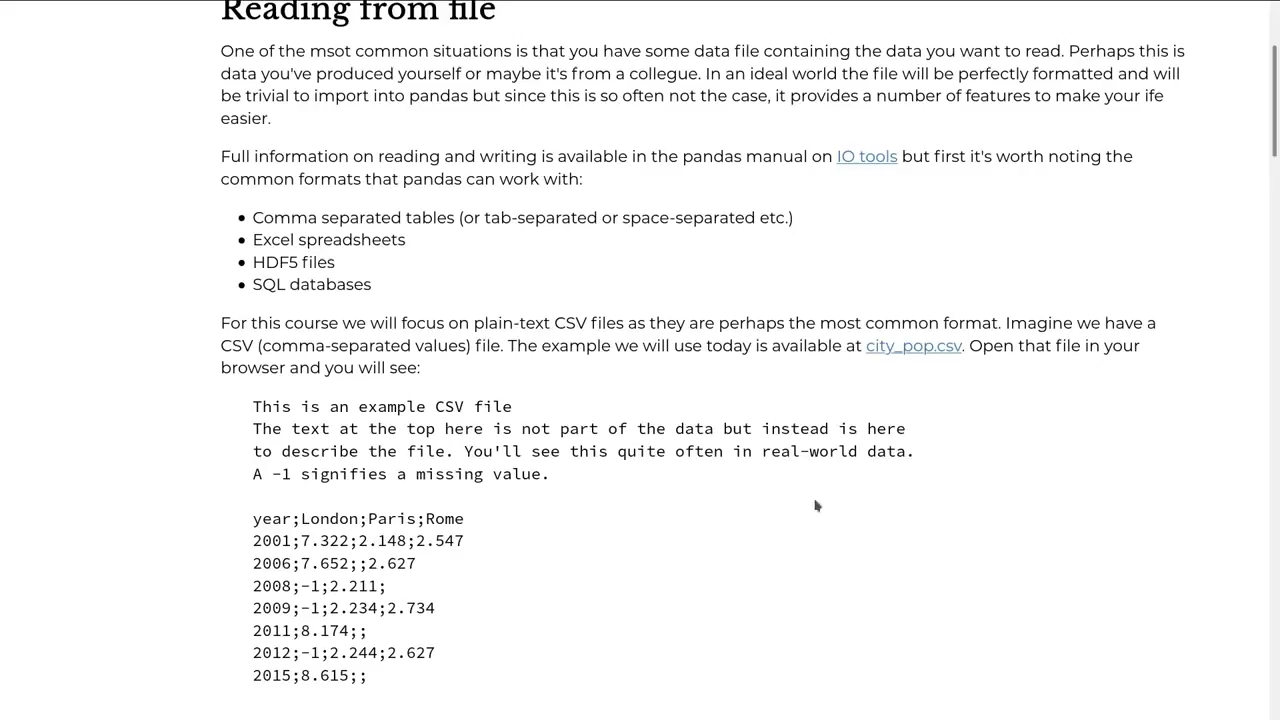 Reading from file
One of the msot common situations is that you have some data file containing the data you want to read. Perhaps this is
data you've produced yourself or maybe it's from a collegue. In an ideal world the file will be perfectly formatted and will
be trivial to import into pandas but since this is so often not the case, it provides a number of features to make your ife
easier.
Full information on reading and writing is available in the pandas manual on IO tools but first it's worth noting the
common formats that pandas can work with:
• Comma separated tables (or tab-separated or space-separated etc.)
• Excel spreadsheets
• HDF5 files
• SQL databases
For this course we will focus on plain-text CSV files as they are perhaps the most common format. Imagine we have a
CSV (comma-separated values) file. The example we will use today is available at city_pop.csv. Open that file in your
browser and you will see:
This is an example CSV file
The text at the top here is not part of the data but instead is here
to describe the file. You'll see this quite often in real-world data.
A -1 signifies a missing value.
year;London;Paris;Rome
2001;7.322;2.148;2.547
2006;7.652;;2.627
2008;-1;2.211;
2009;-1;2.234;2.734
2011;8.174;;
2012;-1;2.244;2.627
2015;8.615;;